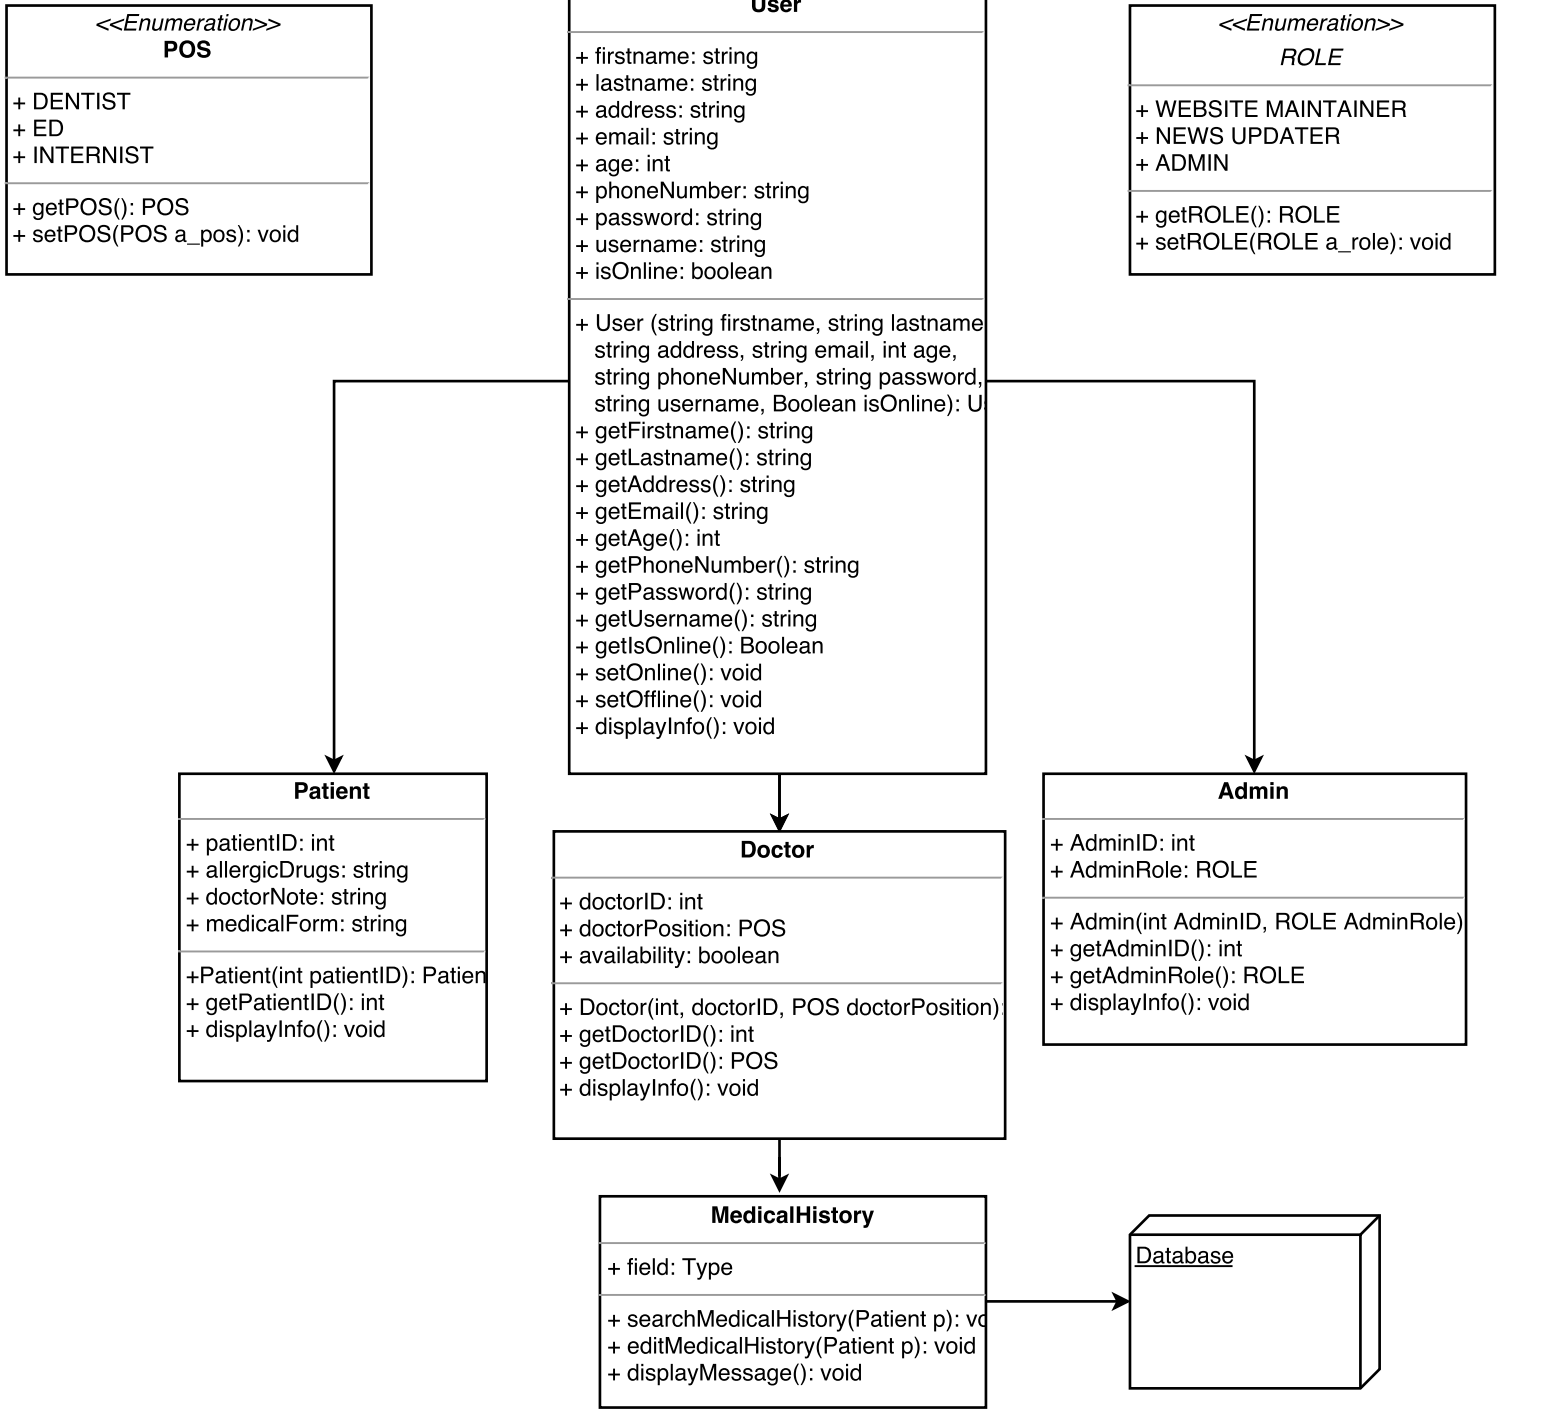 <<Enumeration>>
POS
+ DENTIST
+ ED
+ INTERNIST
+ getPOS(): POS
+ setPOS(POS a_pos): void
User
+ firstname: string
+ lastname: string
+ address: string
+ email: string
+ age: int
+ phoneNumber: string
+ password: string
+ username: string
+ isOnline: boolean
+ User (string firstname, string lastname
string address, string email, int age,
string phoneNumber, string password,
string username, Boolean isOnline): U
+ getFirstname(): string
+ getLastname(): string
+ getAddress(): string
+ getEmail(): string
+ getAge(): int
+ getPhoneNumber(): string
+ getPassword(): string
+ getUsername(): string
+ getIsOnline(): Boolean
+ setOnline(): void
+ setOffline(): void
+ displayInfo(): void
<<Enumeration>>
ROLE
+ WEBSITE MAINTAINER
+ NEWS UPDATER
+ ADMIN
+ getROLE(): ROLE
+ setROLE(ROLE a_role): void
Patient
+ patientID: int
+ allergicDrugs: string
+ doctorNote: string
+ medicalForm: string
+Patient(int patientID): Patien
+ getPatientID(): int
+ displayInfo(): void
Doctor
+ doctorID: int
+ doctorPosition: POS
+ availability: boolean
+ Doctor(int, doctorID, POS doctorPosition):
+ getDoctorID(): int
+ getDoctorID(): POS
+ displayInfo(): void
Admin
+ AdminID: int
+ AdminRole: ROLE
+ Admin(int AdminID, ROLE AdminRole)
+ getAdminID(): int
+ getAdminRole(): ROLE
+ displayInfo(): void
MedicalHistory
+ field: Type
+ searchMedicalHistory(Patient p): vo
+ editMedicalHistory(Patient p): void
+ displayMessage(): void
Database